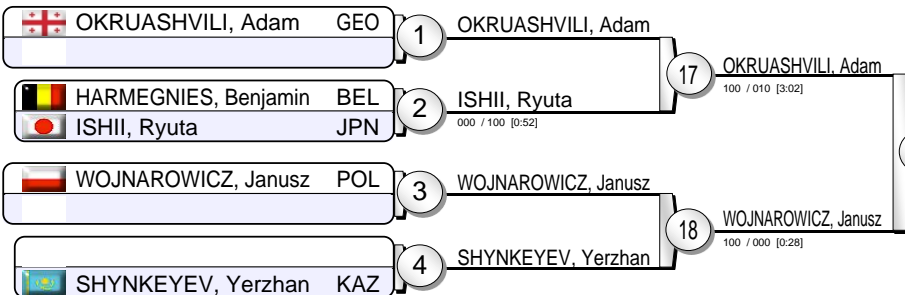 OKRUASHVILI, Adam GEO
1
OKRUASHVILI, Adam
HARMEGNIES, Benjamin BEL
ISHII, Ryuta JPN
2
ISHII, Ryuta
000 / 100 [0:52]
17
OKRUASHVILI, Adam
100 / 010 [3:02]
WOJNAROWICZ, Janusz POL
3
WOJNAROWICZ, Janusz
SHYNKEYEV, Yerzhan KAZ
4
SHYNKEYEV, Yerzhan
18
WOJNAROWICZ, Janusz
100 / 000 [0:28]